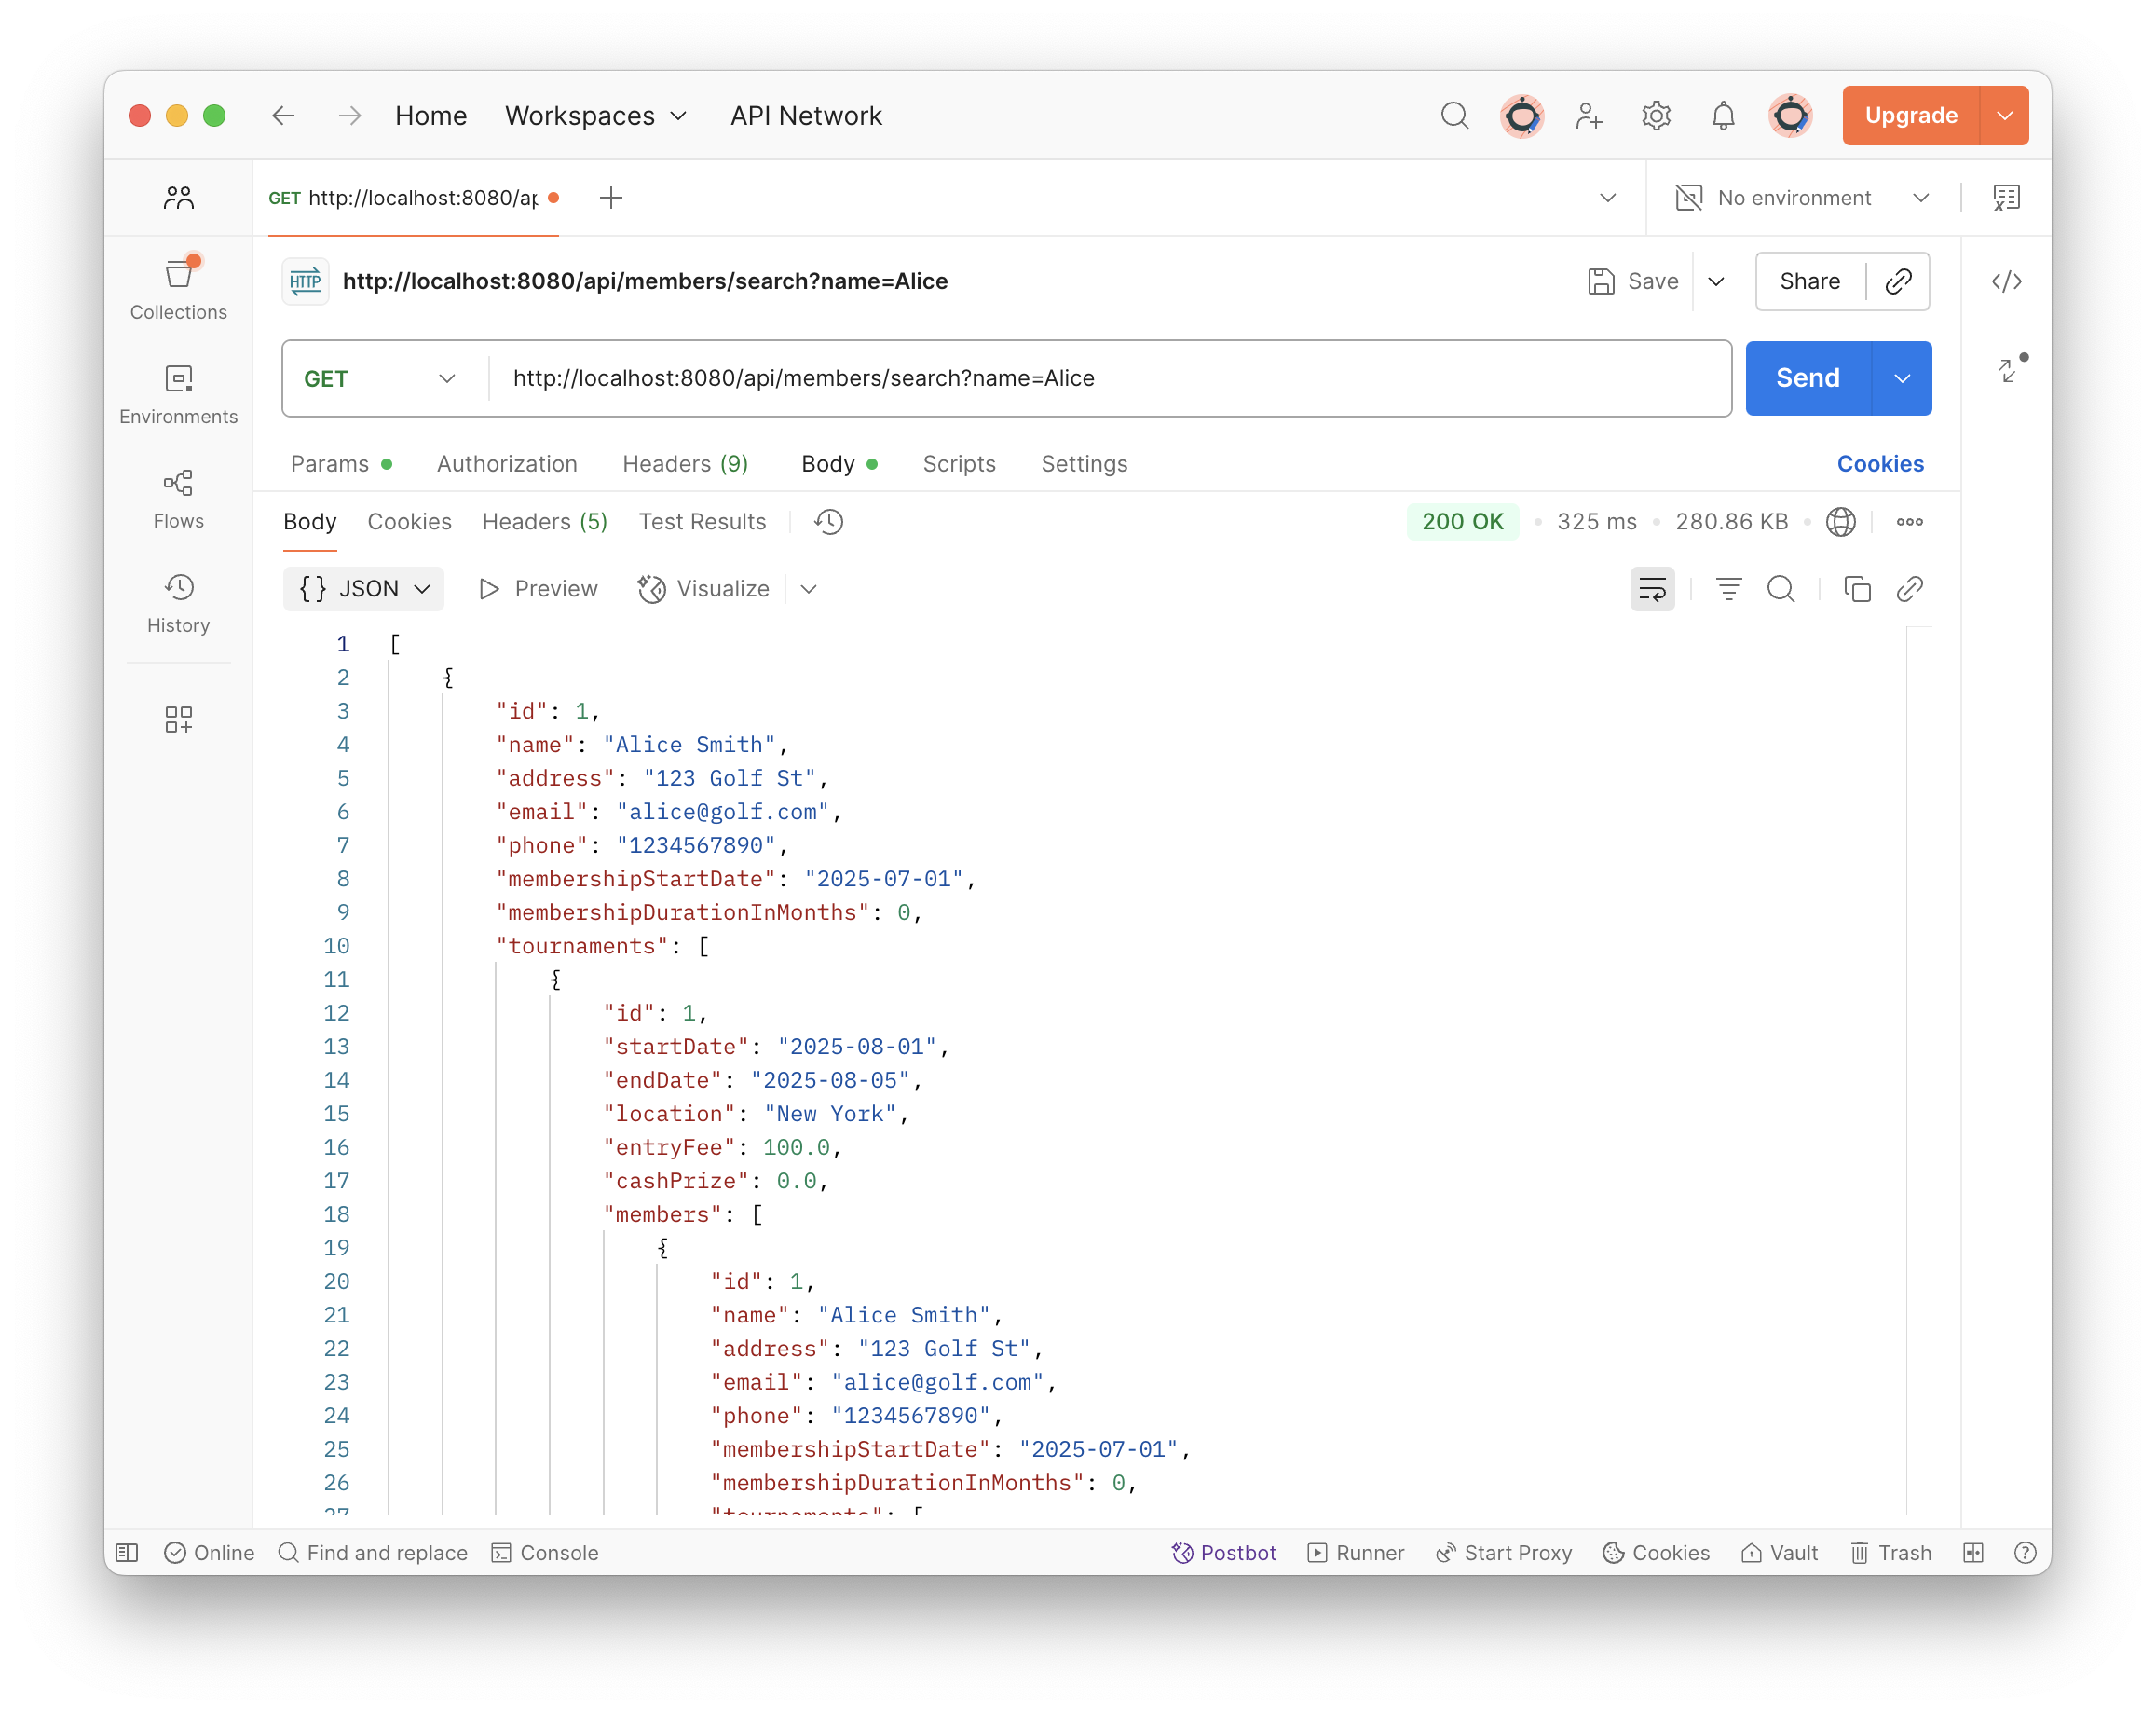 Home Workspaces API Network Upgrade
GET http://localhost:8080/ap No environment
HTTP http://localhost:8080/api/members/search?name=Alice Save Share
Collections
GET http://localhost:8080/api/members/search?name=Alice Send
Environments
Params Authorization Headers (9) Body Scripts Settings Cookies
Flows
Body Cookies Headers (5) Test Results 200 OK 325 ms 280.86 KB
{} JSON Preview Visualize
History
1 [
2 {
3 "id": 1,
4 "name": "Alice Smith",
5 "address": "123 Golf St",
6 "email": "alice@golf.com",
7 "phone": "1234567890",
8 "membershipStartDate": "2025-07-01",
9 "membershipDurationInMonths": 0,
10 "tournaments": [
11 {
12 "id": 1,
13 "startDate": "2025-08-01",
14 "endDate": "2025-08-05",
15 "location": "New York",
16 "entryFee": 100.0,
17 "cashPrize": 0.0,
18 "members": [
19 {
20 "id": 1,
21 "name": "Alice Smith",
22 "address": "123 Golf St",
23 "email": "alice@golf.com",
24 "phone": "1234567890",
25 "membershipStartDate": "2025-07-01",
26 "membershipDurationInMonths": 0,
27 "tournaments": [
Online Find and replace Console Postbot Runner Start Proxy Cookies Vault Trash